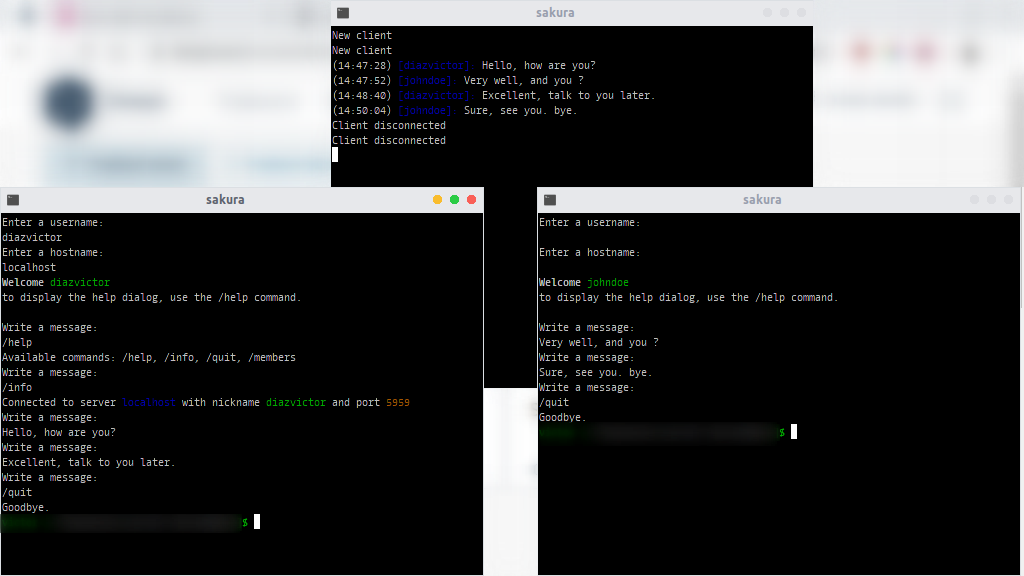 sakura
New client
New client
(14:47:28) [diazvictor]: Hello, how are you?
(14:47:52) [johndoe]: Very well, and you ?
(14:48:40) [diazvictor]: Excellent, talk to you later.
(14:50:04) [johndoe]: Sure, see you. bye.
Client disconnected
Client disconnected
sakura
Enter a username:
diazvictor
Enter a hostname:
localhost
Welcome diazvictor
to display the help dialog, use the /help command.
Write a message:
/help
Available commands: /help, /info, /quit, /members
Write a message:
/info
Connected to server localhost with nickname diazvictor and port 5959
Write a message:
Hello, how are you?
Write a message:
Excellent, talk to you later.
Write a message:
/quit
Goodbye.
$
sakura
Enter a username:
Enter a hostname:
Welcome johndoe
to display the help dialog, use the /help command.
Write a message:
Very well, and you ?
Write a message:
Sure, see you. bye.
Write a message:
/quit
Goodbye.
$